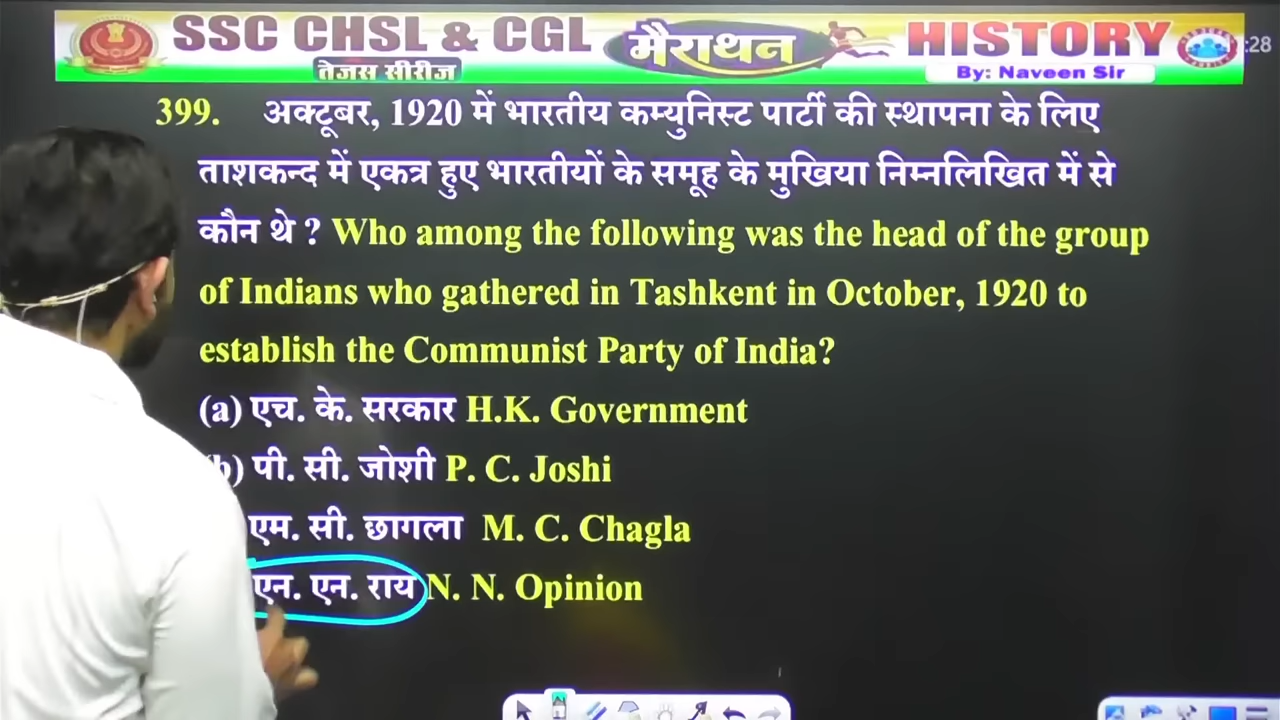 SSC CHSL & CGL मैराथन HISTORY
तेजस सीरीज By: Naveen Sir
:28
399. अक्टूबर, 1920 में भारतीय कम्युनिस्ट पार्टी की स्थापना के लिए
ताशकन्द में एकत्र हुए भारतीयों के समूह के मुखिया निम्नलिखित में से
कौन थे ? Who among the following was the head of the group
of Indians who gathered in Tashkent in October, 1920 to
establish the Communist Party of India?
(a) एच. के. सरकार H.K. Government
b) पी. सी. जोशी P. C. Joshi
एम. सी. छागला M. C. Chagla
एन. एन. राय N. N. Opinion